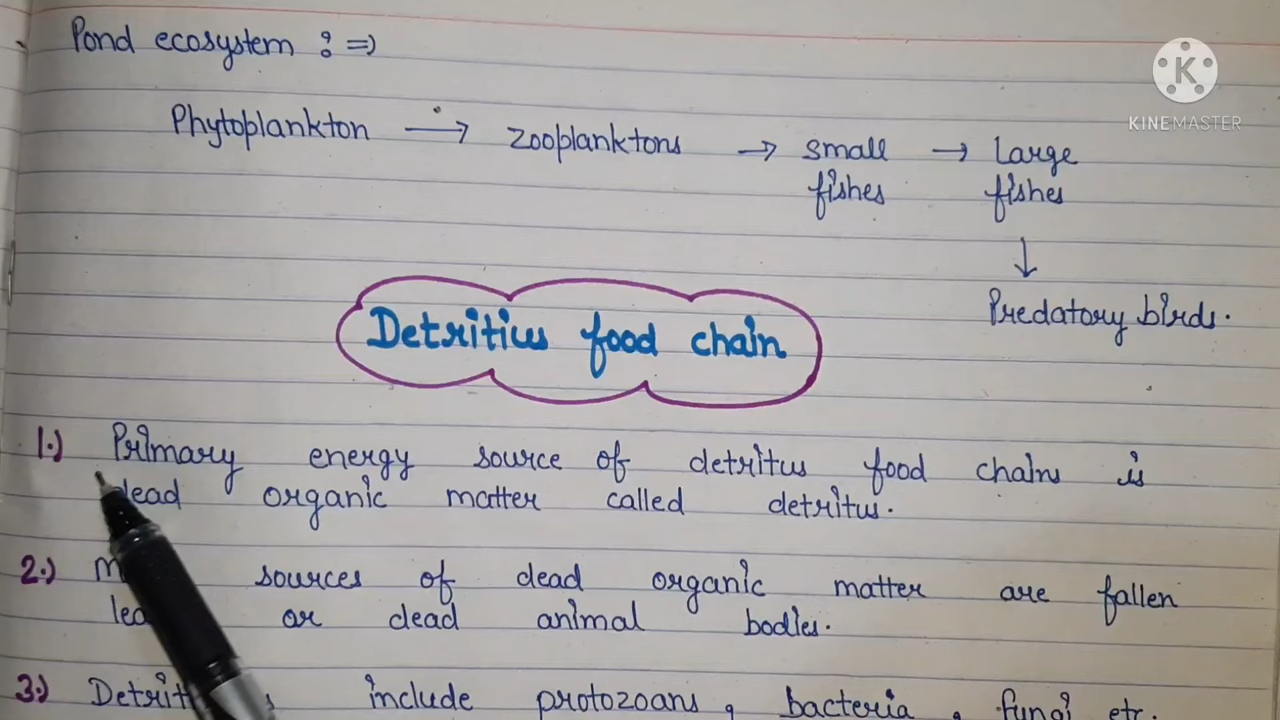 Pond ecosystem :⇒
KINEMASTER
Phytoplankton → zooplanktons → small → large
fishes fishes
↓
Predatory birds.
Detritius food chain
1.) Primary energy source of detritus food chains is
dead organic matter called detritus.
2.) sources of dead organic matter are fallen
or dead animal bodies.
3.) include protozoans, bacteria, fungi etc.